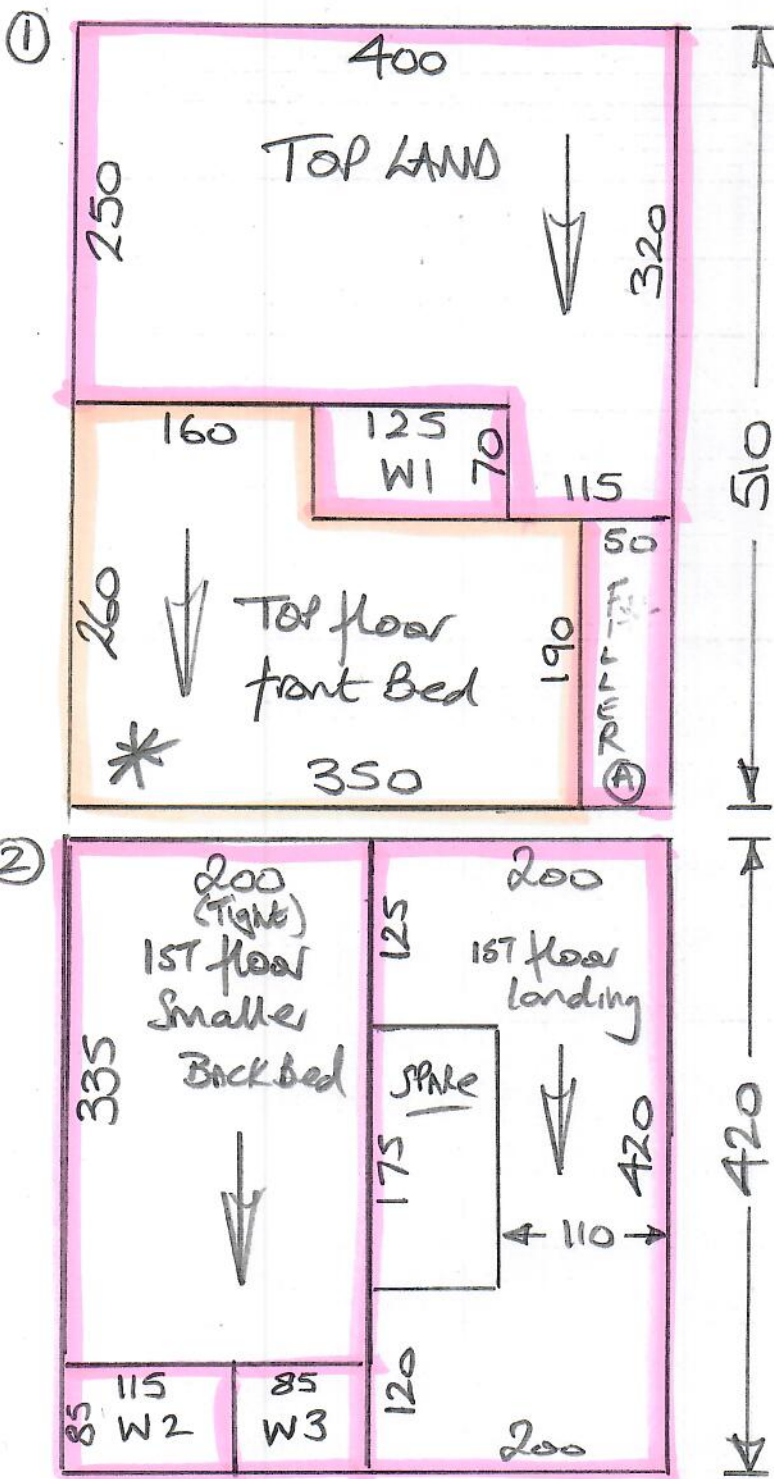 ①
400
TOP LAND
250
320
510
160
125
W1
70
115
50
260
Top floor
front Bed
190
FILLER
Ⓐ
*
350
②
200
(Tight)
1ST floor
Smaller
Back Bed
335
200
125
1ST floor
Landing
SPARE
175
420
420
110
115
W2
85
85
W3
120
200